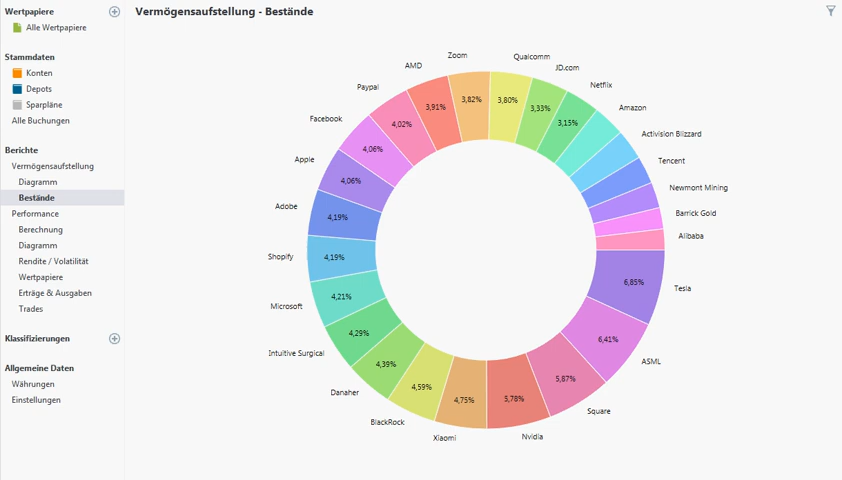 Wertpapiere
Alle Wertpapiere
Stammdaten
Konten
Depots
Sparpläne
Alle Buchungen
Berichte
Vermögensaufstellung
Diagramm
Bestände
Performance
Berechnung
Diagramm
Rendite / Volatilität
Wertpapiere
Erträge & Ausgaben
Trades
Klassifizierungen
Allgemeine Daten
Währungen
Einstellungen
Vermögensaufstellung - Bestände
Zoom
Qualcomm
JD.com
Netflix
Amazon
Activision Blizzard
Tencent
Newmont Mining
Barrick Gold
Alibaba
Tesla
ASML
Square
Nvidia
Xiaomi
BlackRock
Danaher
Intuitive Surgical
Microsoft
Shopify
Adobe
Apple
Facebook
Paypal
AMD
3,82%
3,80%
3,33%
3,15%
6,85%
6,41%
5,87%
5,78%
4,75%
4,59%
4,39%
4,29%
4,21%
4,19%
4,19%
4,06%
4,06%
4,02%
3,91%